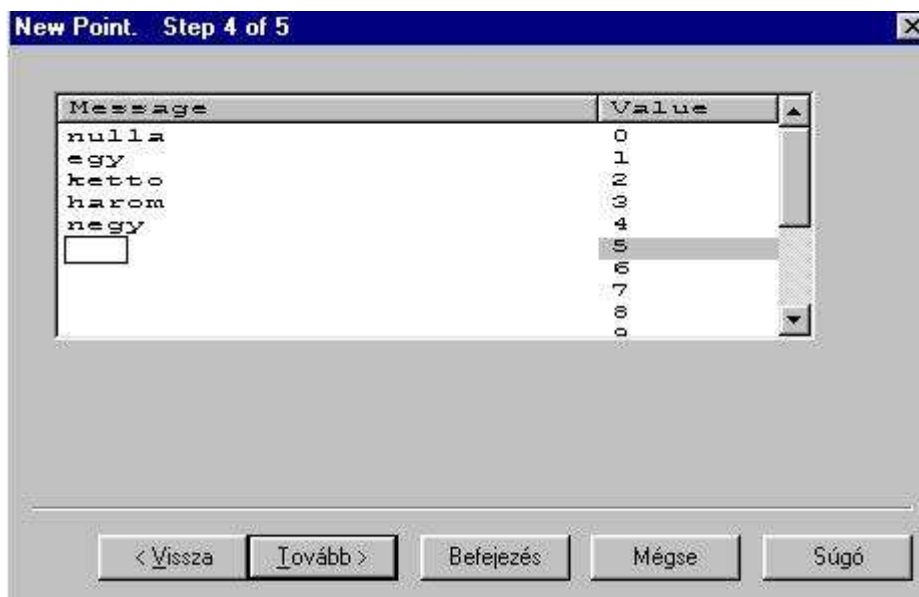 New Point. Step 4 of 5
Message Value
nulla 0
egy 1
ketto 2
harom 3
negy 4
5
6
7
8
9
< Vissza Tovább > Befejezés Mégse Súgó